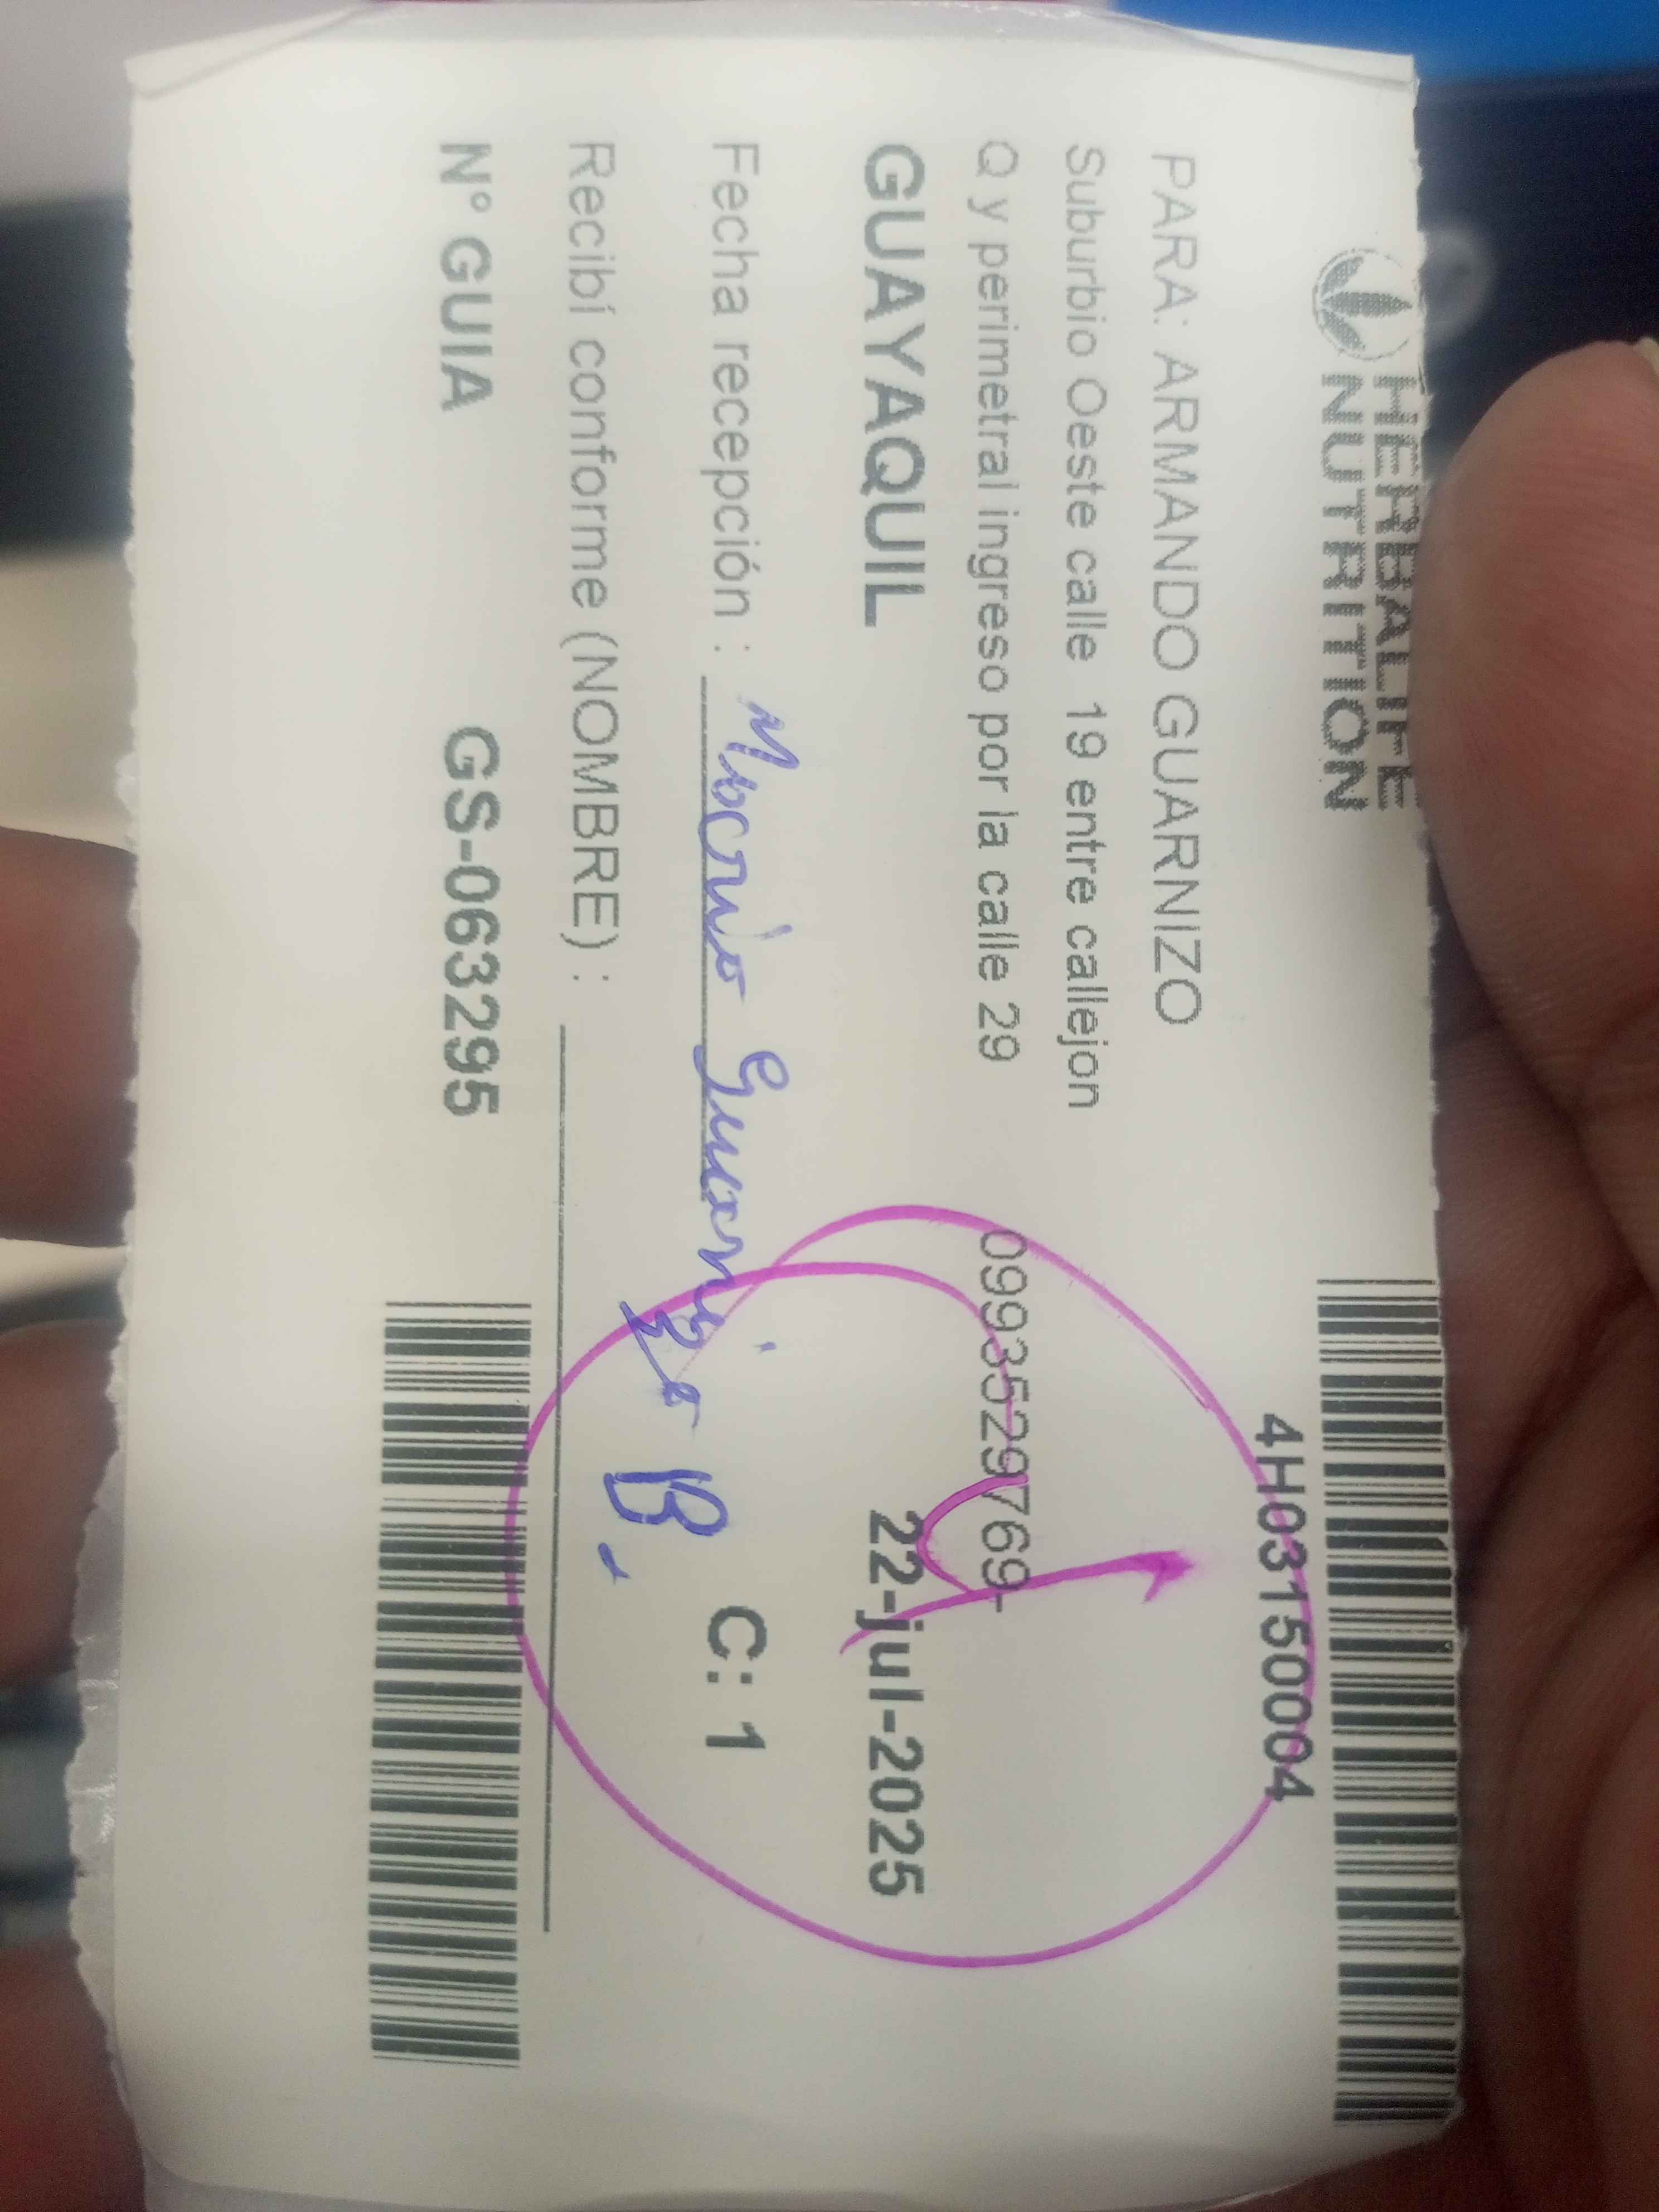 HERBALIFE
NUTRITION
4H03150004
PARA: ARMANDO GUARNIZO
Suburbio Oeste calle 19 entre callejon
Q y perimetral ingreso por la calle 29
0993529769-
GUAYAQUIL
22-jul-2025
Fecha recepción :
Guarnizo B.
C: 1
Recibí conforme (NOMBRE) :
N° GUIA GS-063295